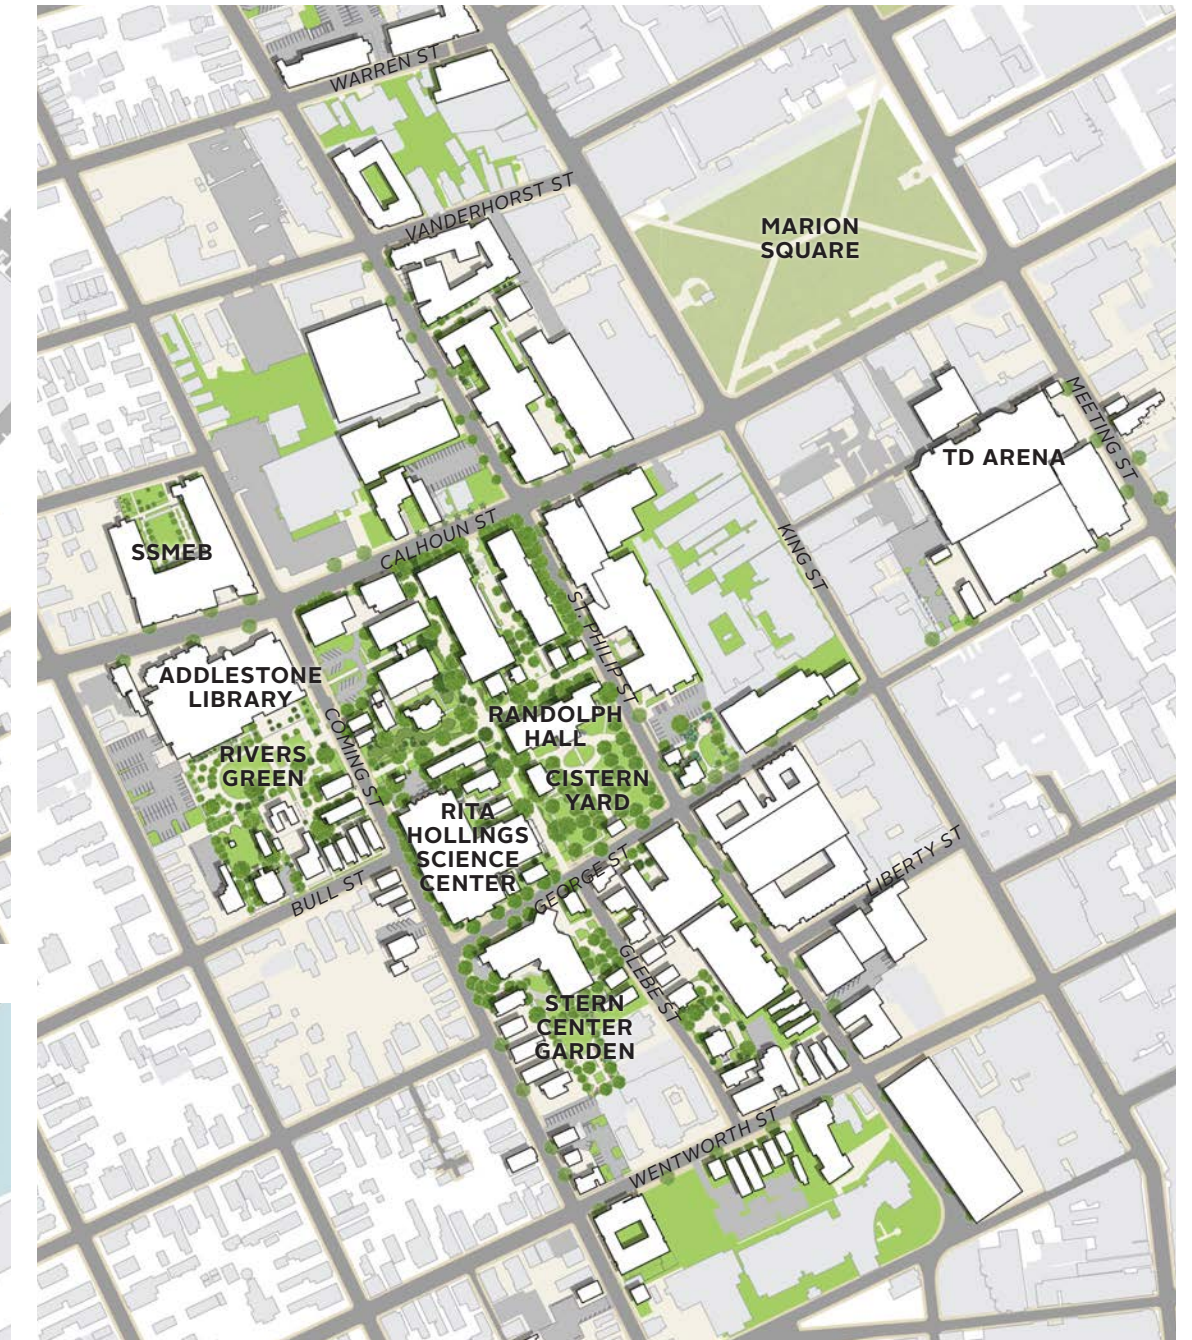 WARREN ST
VANDERHORST ST
MARION
SQUARE
MEETING ST
TD ARENA
CALHOUN ST
KING ST
SSMEB
ST. PHILIP ST
ADDLESTONE
LIBRARY
RANDOLPH
HALL
COMING ST
RIVERS
GREEN
CISTERN
YARD
RITA
HOLLINGS
SCIENCE
CENTER
GEORGE ST
LIBERTY ST
BULL ST
GLEBE ST
STERN
CENTER
GARDEN
WENTWORTH ST